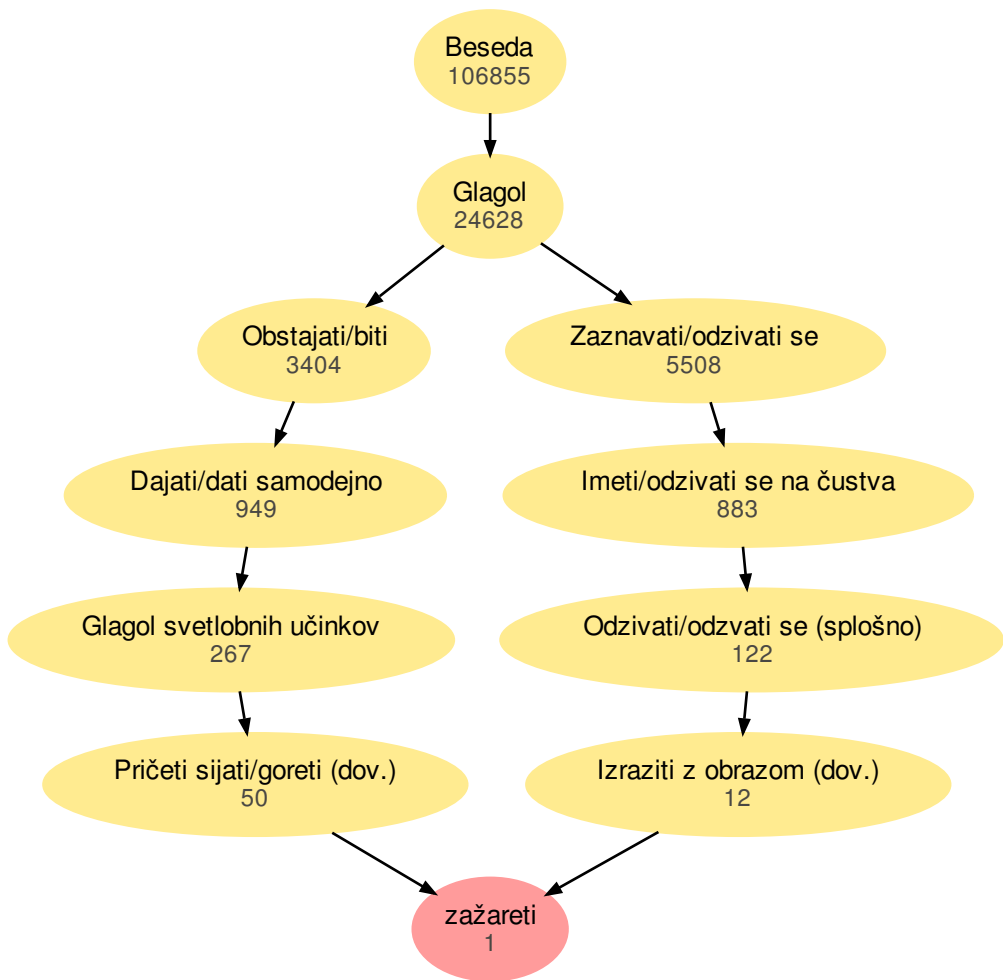 Beseda
106855
Glagol
24628
Obstajati/biti
3404
Zaznavati/odzivati se
5508
Dajati/dati samodejno
949
Imeti/odzivati se na čustva
883
Glagol svetlobnih učinkov
267
Odzivati/odzvati se (splošno)
122
Pričeti sijati/goreti (dov.)
50
Izraziti z obrazom (dov.)
12
zažareti
1